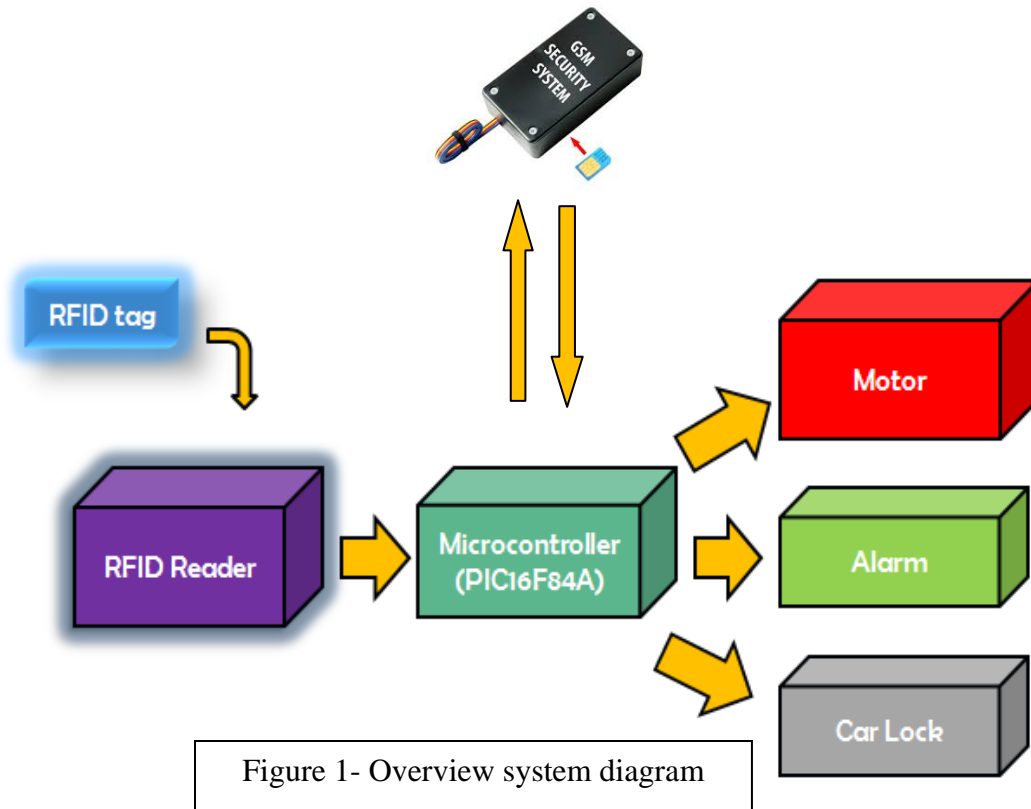 GSM
SECURITY
SYSTEM
RFID tag
Motor
RFID Reader
Microcontroller
(PIC16F84A)
Alarm
Car Lock
Figure 1- Overview system diagram